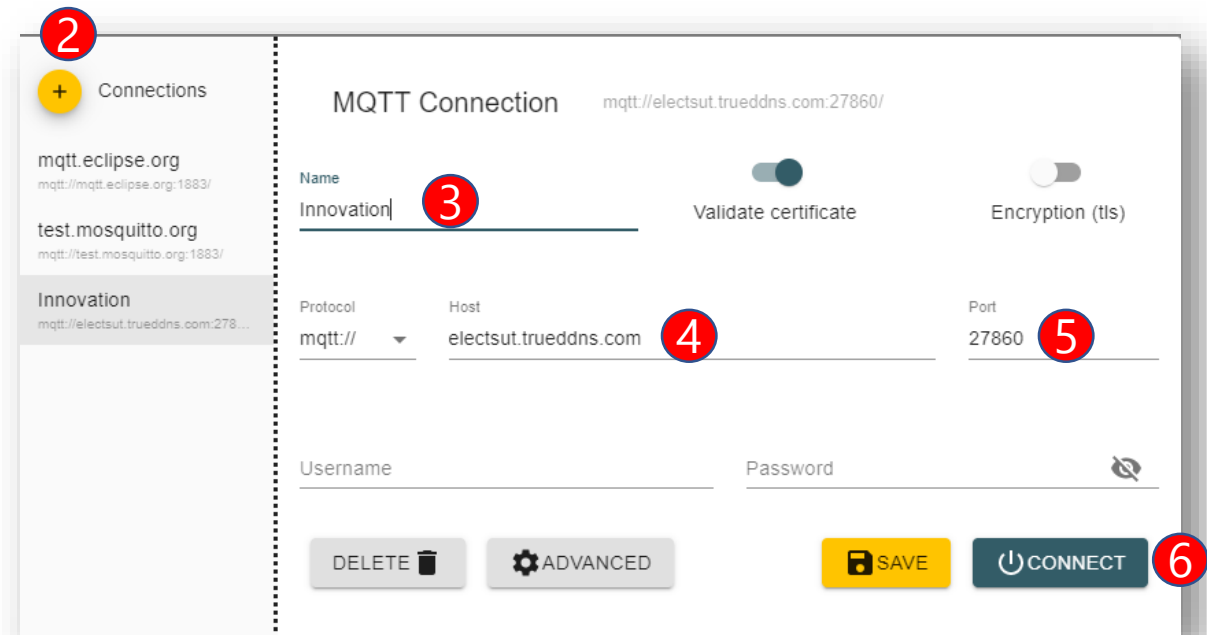 2
+ Connections
mqtt.eclipse.org
mqtt://mqtt.eclipse.org:1883/
test.mosquitto.org
mqtt://test.mosquitto.org:1883/
Innovation
mqtt://electsut.trueddns.com:278...
MQTT Connection mqtt://electsut.trueddns.com:27860/
Name
Innovation 3
Validate certificate
Encryption (tls)
Protocol Host Port
mqtt:// electsut.trueddns.com 4 27860 5
Username Password
DELETE ADVANCED SAVE CONNECT 6